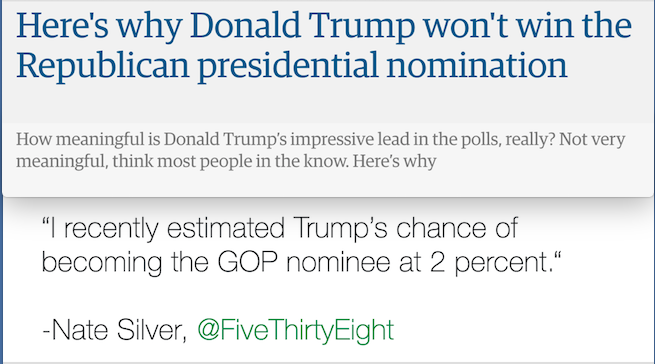 Here's why Donald Trump won't win the
Republican presidential nomination
How meaningful is Donald Trump’s impressive lead in the polls, really? Not very
meaningful, think most people in the know. Here’s why
“I recently estimated Trump’s chance of
becoming the GOP nominee at 2 percent.“
-Nate Silver, @FiveThirtyEight